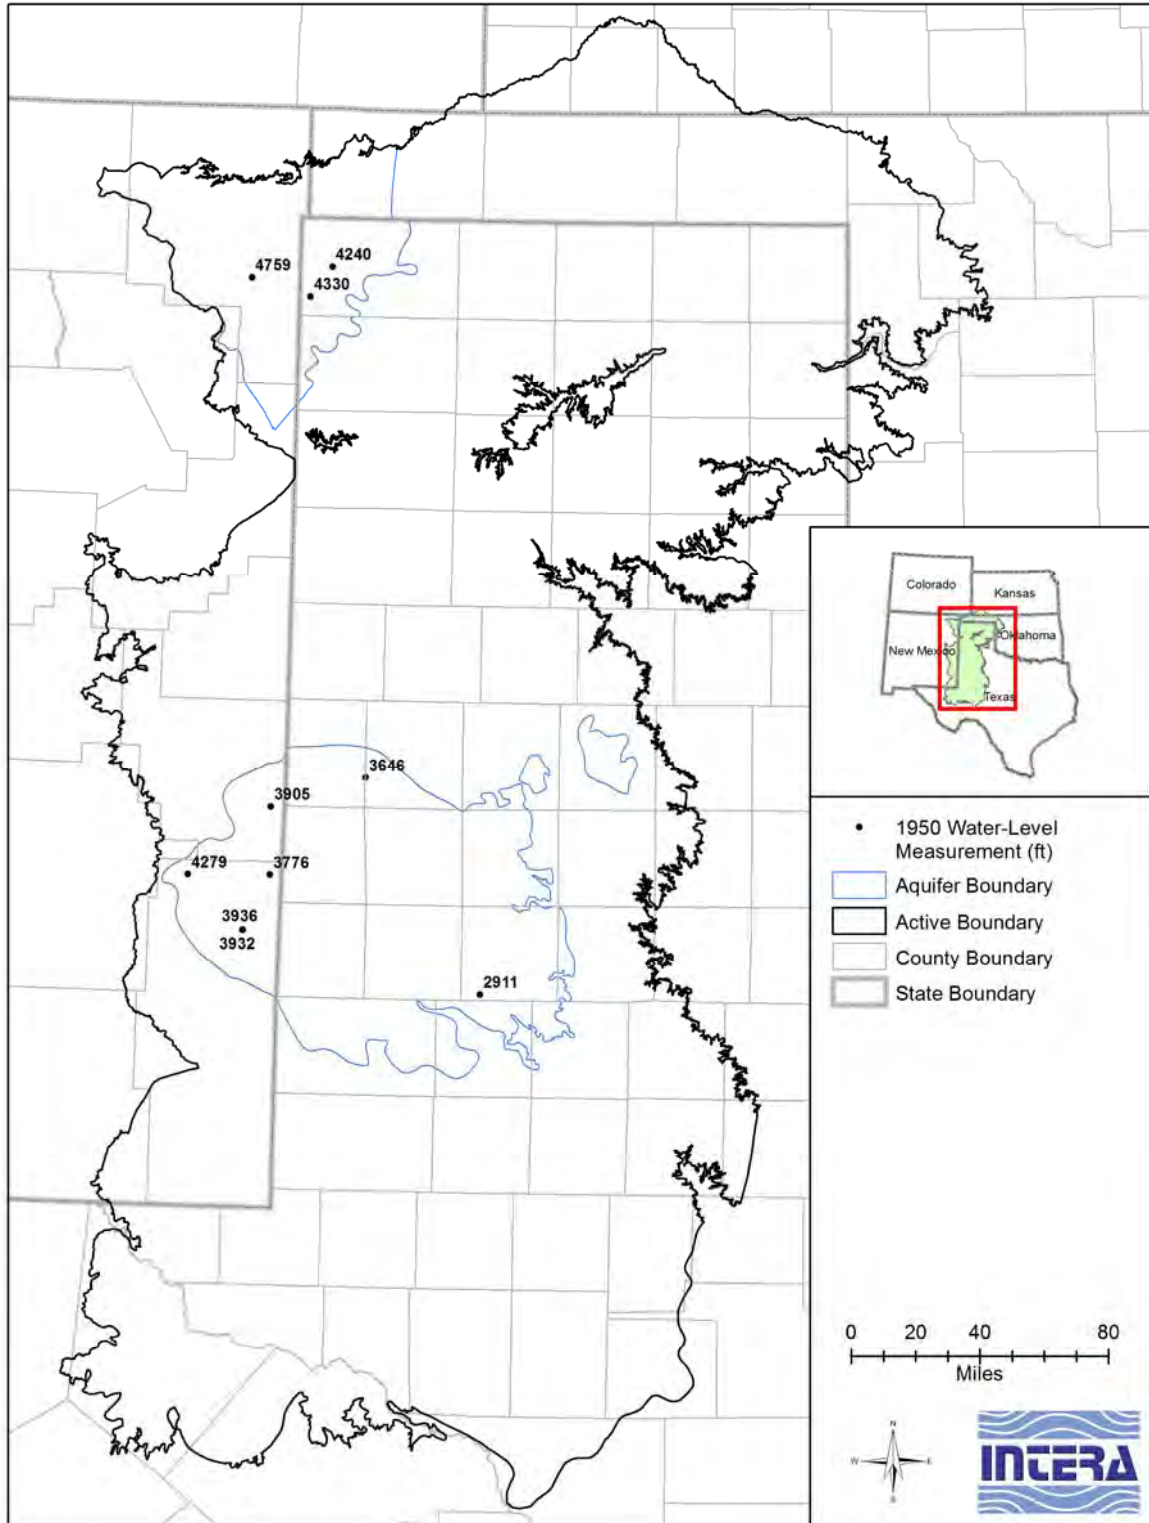 4759
4240
4330
Colorado
Kansas
New Mexico
Oklahoma
Texas
3646
3905
4279
3776
3936
3932
2911
1950 Water-Level
Measurement (ft)
Aquifer Boundary
Active Boundary
County Boundary
State Boundary
0 20 40 80
Miles
N
W E
S
INTERA